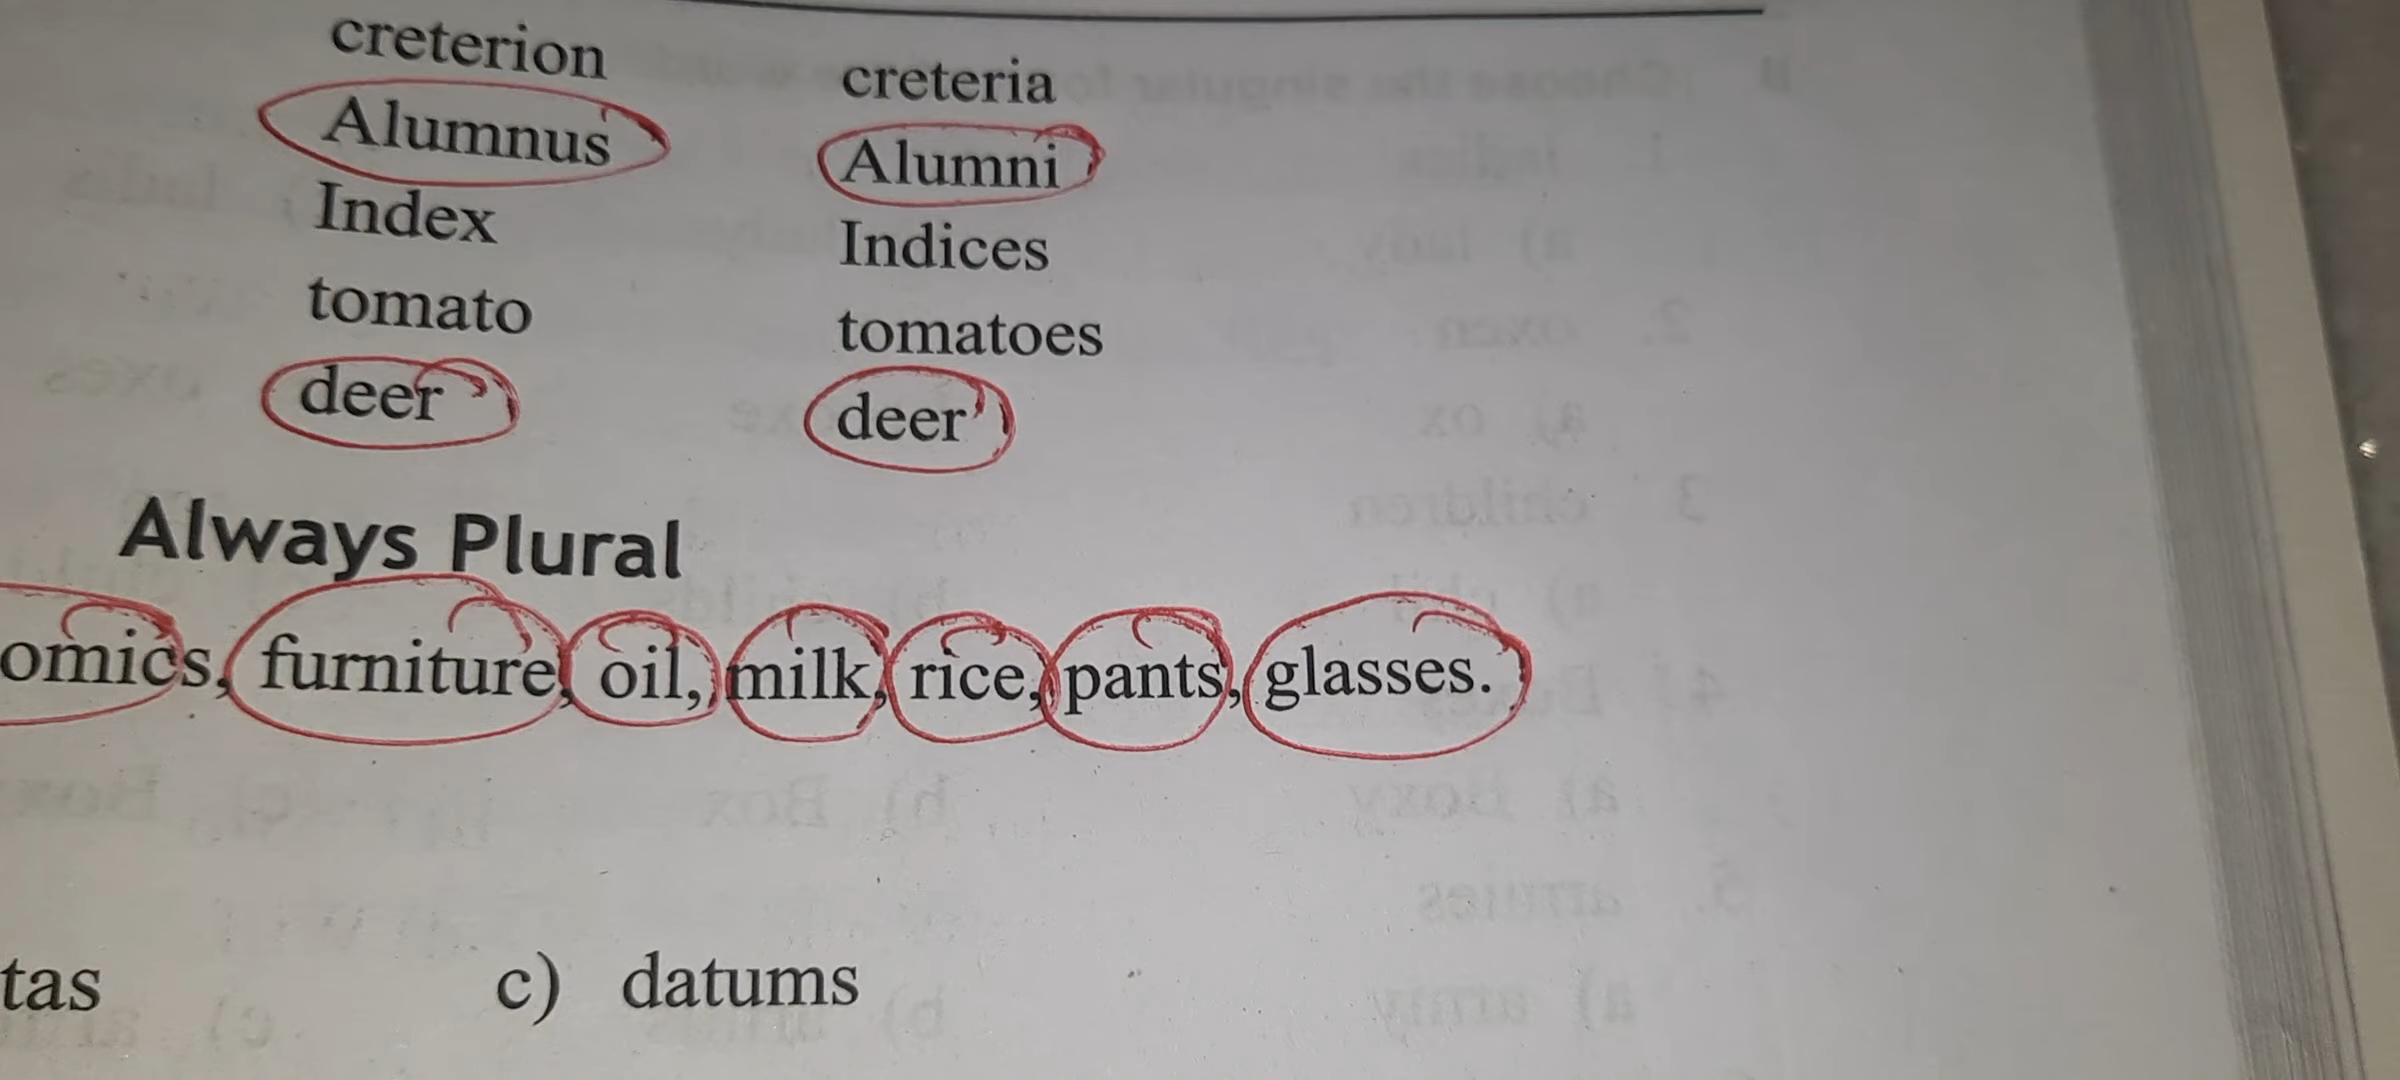 creterion creteria
Alumnus Alumni
Index Indices
tomato tomatoes
deer deer
Always Plural
omics, furniture, oil, milk, rice, pants, glasses.
tas c) datums